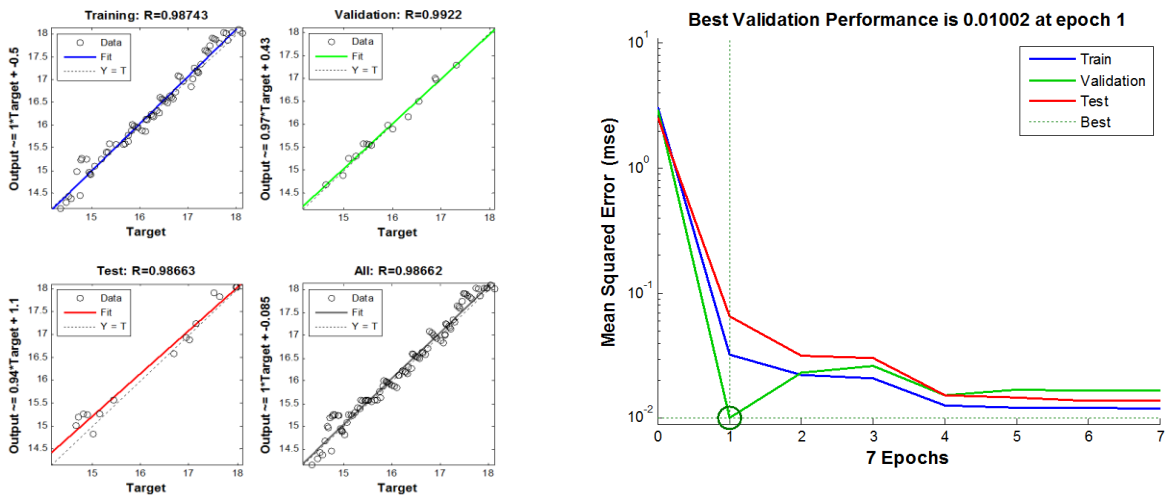 Training: R=0.98743
Output ~= 1*Target + -0.5
18
17.5
17
16.5
16
15.5
15
14.5
Data
Fit
Y = T
15 16 17 18
Target
Validation: R=0.9922
Output ~= 0.97*Target + 0.43
18
17.5
17
16.5
16
15.5
15
14.5
Data
Fit
Y = T
15 16 17 18
Target
Test: R=0.98663
Output ~= 0.94*Target + 1.1
18
17.5
17
16.5
16
15.5
15
14.5
Data
Fit
Y = T
15 16 17 18
Target
All: R=0.98662
Output ~= 1*Target + -0.085
18
17.5
17
16.5
16
15.5
15
14.5
Data
Fit
Y = T
15 16 17 18
Target
Best Validation Performance is 0.01002 at epoch 1
Mean Squared Error (mse)
10^1
10^0
10^-1
10^-2
Train
Validation
Test
Best
0 1 2 3 4 5 6 7
7 Epochs